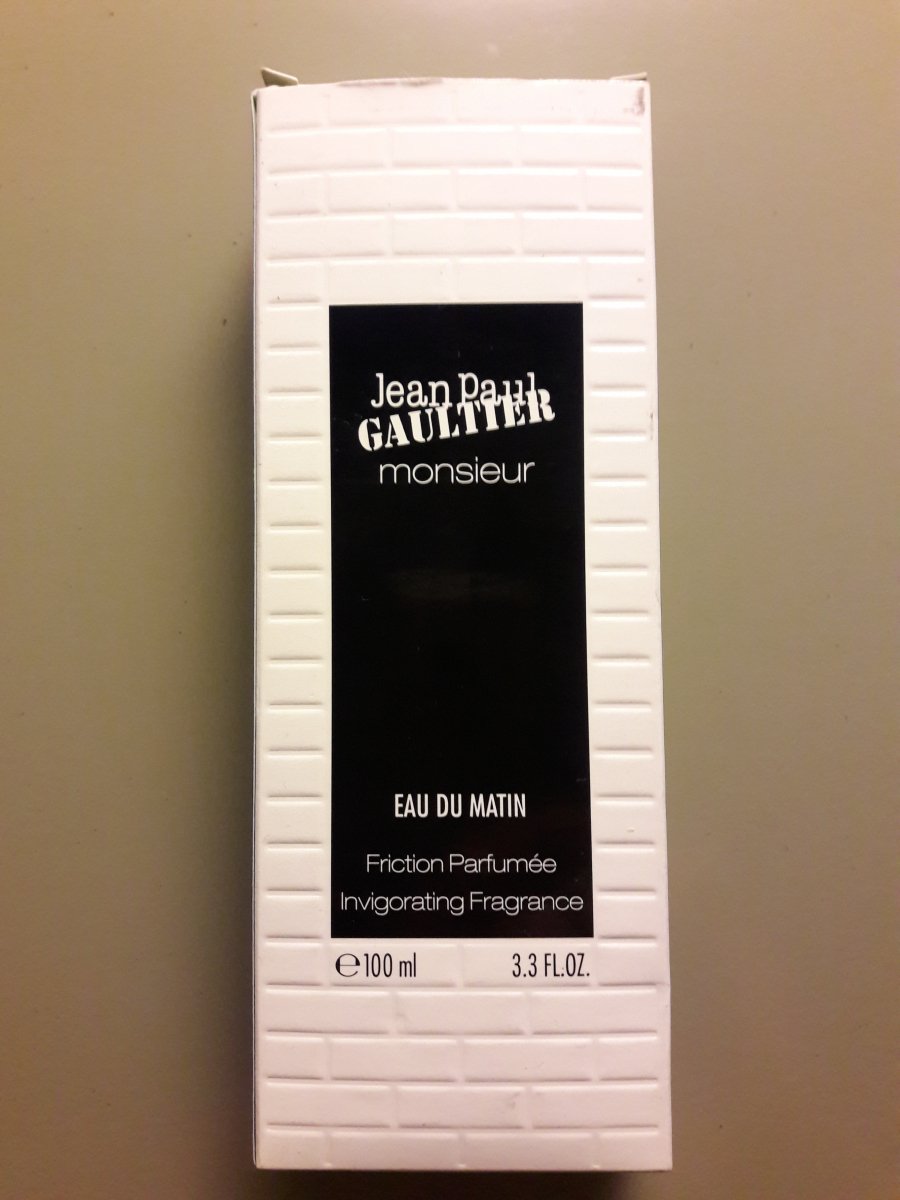 Jean Paul
GAULTIER
monsieur
EAU DU MATIN
Friction Parfumée
Invigorating Fragrance
℮100 ml 3.3 FL.OZ.